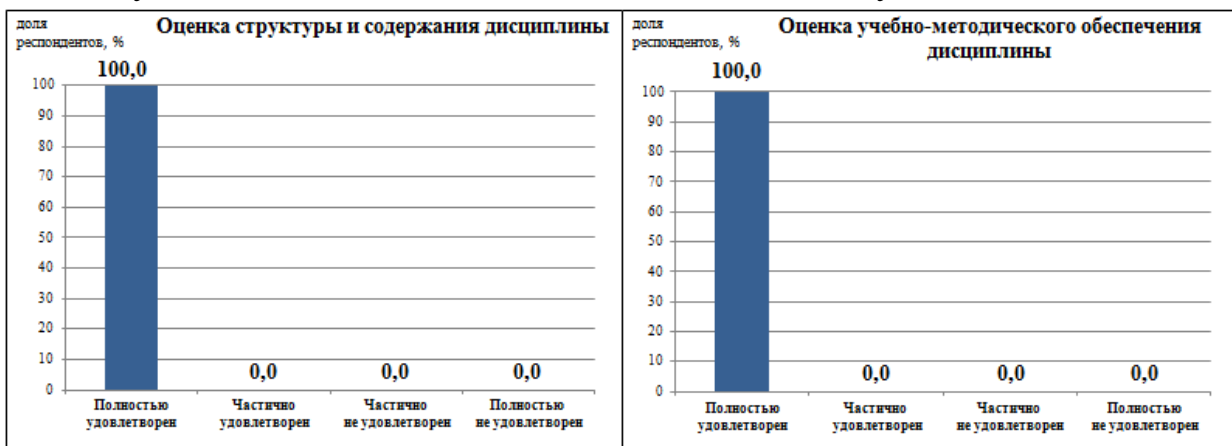 доля
респондентов, %
Оценка структуры и содержания дисциплины
100,0
100
90
80
70
60
50
40
30
20
10
0
0,0
0,0
0,0
Полностью
удовлетворен
Частично
удовлетворен
Частично
не удовлетворен
Полностью
не удовлетворен
доля
респондентов, %
Оценка учебно-методического обеспечения
дисциплины
100,0
100
90
80
70
60
50
40
30
20
10
0
0,0
0,0
0,0
Полностью
удовлетворен
Частично
удовлетворен
Частично
не удовлетворен
Полностью
не удовлетворен